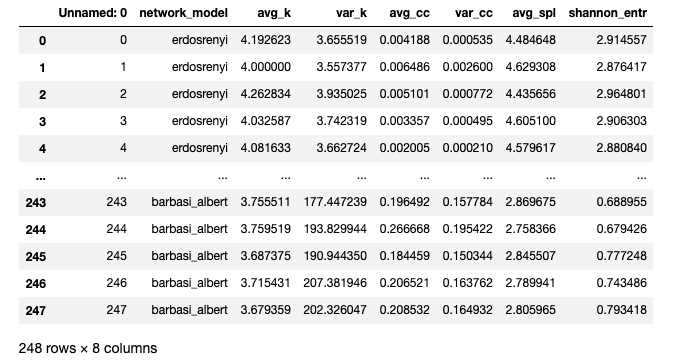 Unnamed: 0 network_model avg_k var_k avg_cc var_cc avg_spl shannon_entr
0 0 erdosrenyi 4.192623 3.655519 0.004188 0.000535 4.484648 2.914557
1 1 erdosrenyi 4.000000 3.557377 0.006486 0.002600 4.629308 2.876417
2 2 erdosrenyi 4.262834 3.935025 0.005101 0.000772 4.435656 2.964801
3 3 erdosrenyi 4.032587 3.742319 0.003357 0.000495 4.605100 2.906303
4 4 erdosrenyi 4.081633 3.662724 0.002005 0.000210 4.579617 2.880840
... ... ... ... ... ... ... ... ...
243 243 barbasi_albert 3.755511 177.447239 0.196492 0.157784 2.869675 0.688955
244 244 barbasi_albert 3.759519 193.829944 0.266668 0.195422 2.758366 0.679426
245 245 barbasi_albert 3.687375 190.944350 0.184459 0.150344 2.845507 0.777248
246 246 barbasi_albert 3.715431 207.381946 0.206521 0.163762 2.789941 0.743486
247 247 barbasi_albert 3.679359 202.326047 0.208532 0.164932 2.805965 0.793418
248 rows × 8 columns